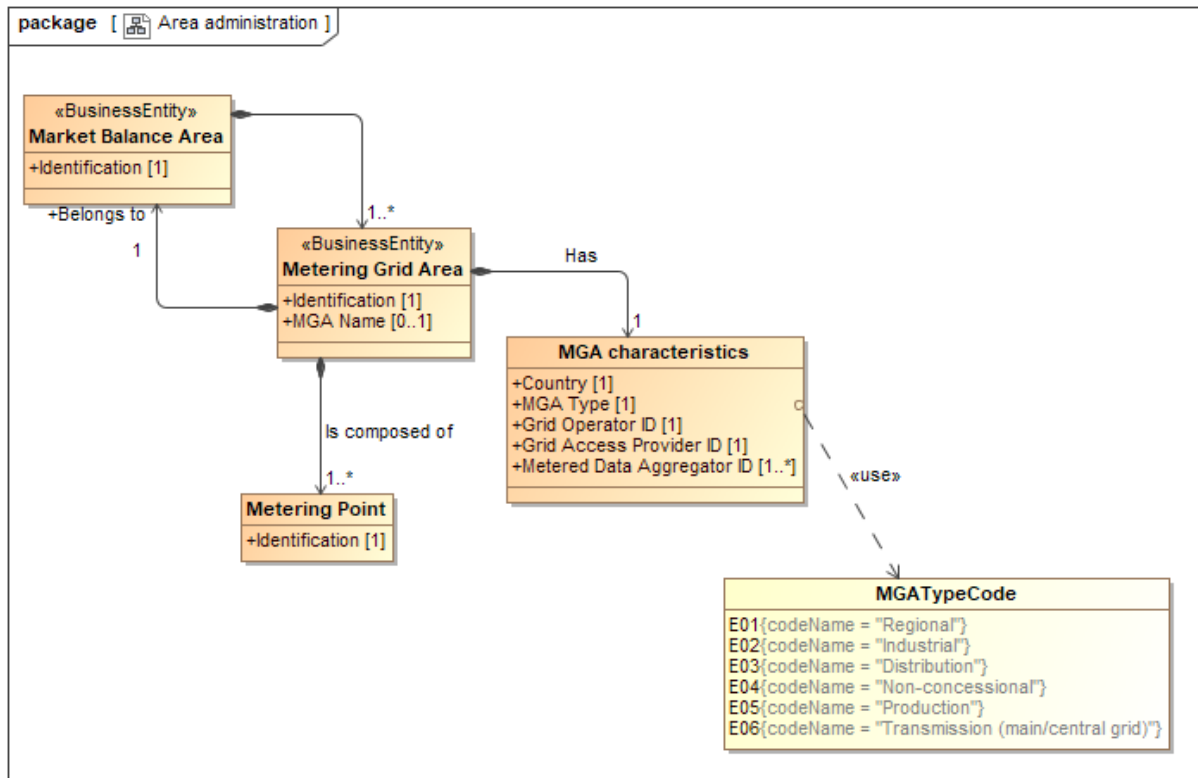 package [ Area administration ]
«BusinessEntity»
Market Balance Area
+Identification [1]
+Belongs to
1
1..*
«BusinessEntity»
Metering Grid Area
+Identification [1]
+MGA Name [0..1]
Has
1
MGA characteristics
+Country [1]
+MGA Type [1]
+Grid Operator ID [1]
+Grid Access Provider ID [1]
+Metered Data Aggregator ID [1..*]
Is composed of
1..*
Metering Point
+Identification [1]
«use»
MGATypeCode
E01{codeName = "Regional"}
E02{codeName = "Industrial"}
E03{codeName = "Distribution"}
E04{codeName = "Non-concessional"}
E05{codeName = "Production"}
E06{codeName = "Transmission (main/central grid)"}